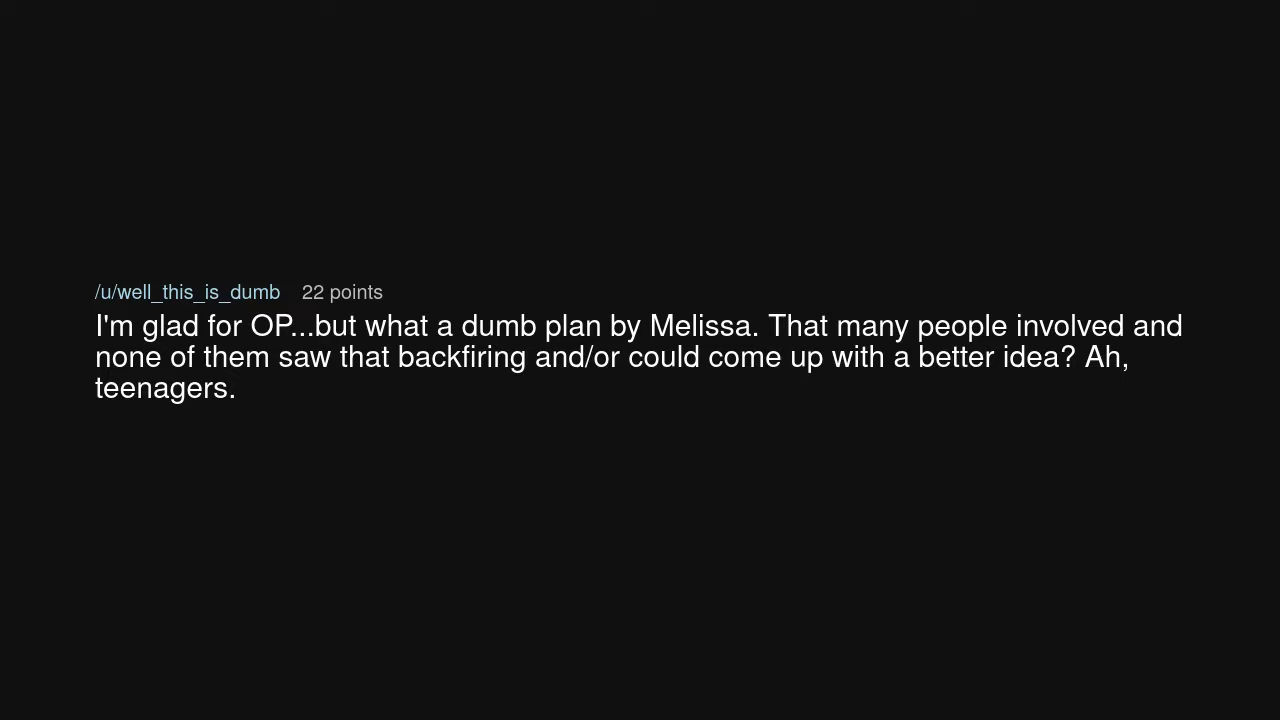 /u/well_this_is_dumb 22 points
I'm glad for OP...but what a dumb plan by Melissa. That many people involved and
none of them saw that backfiring and/or could come up with a better idea? Ah,
teenagers.